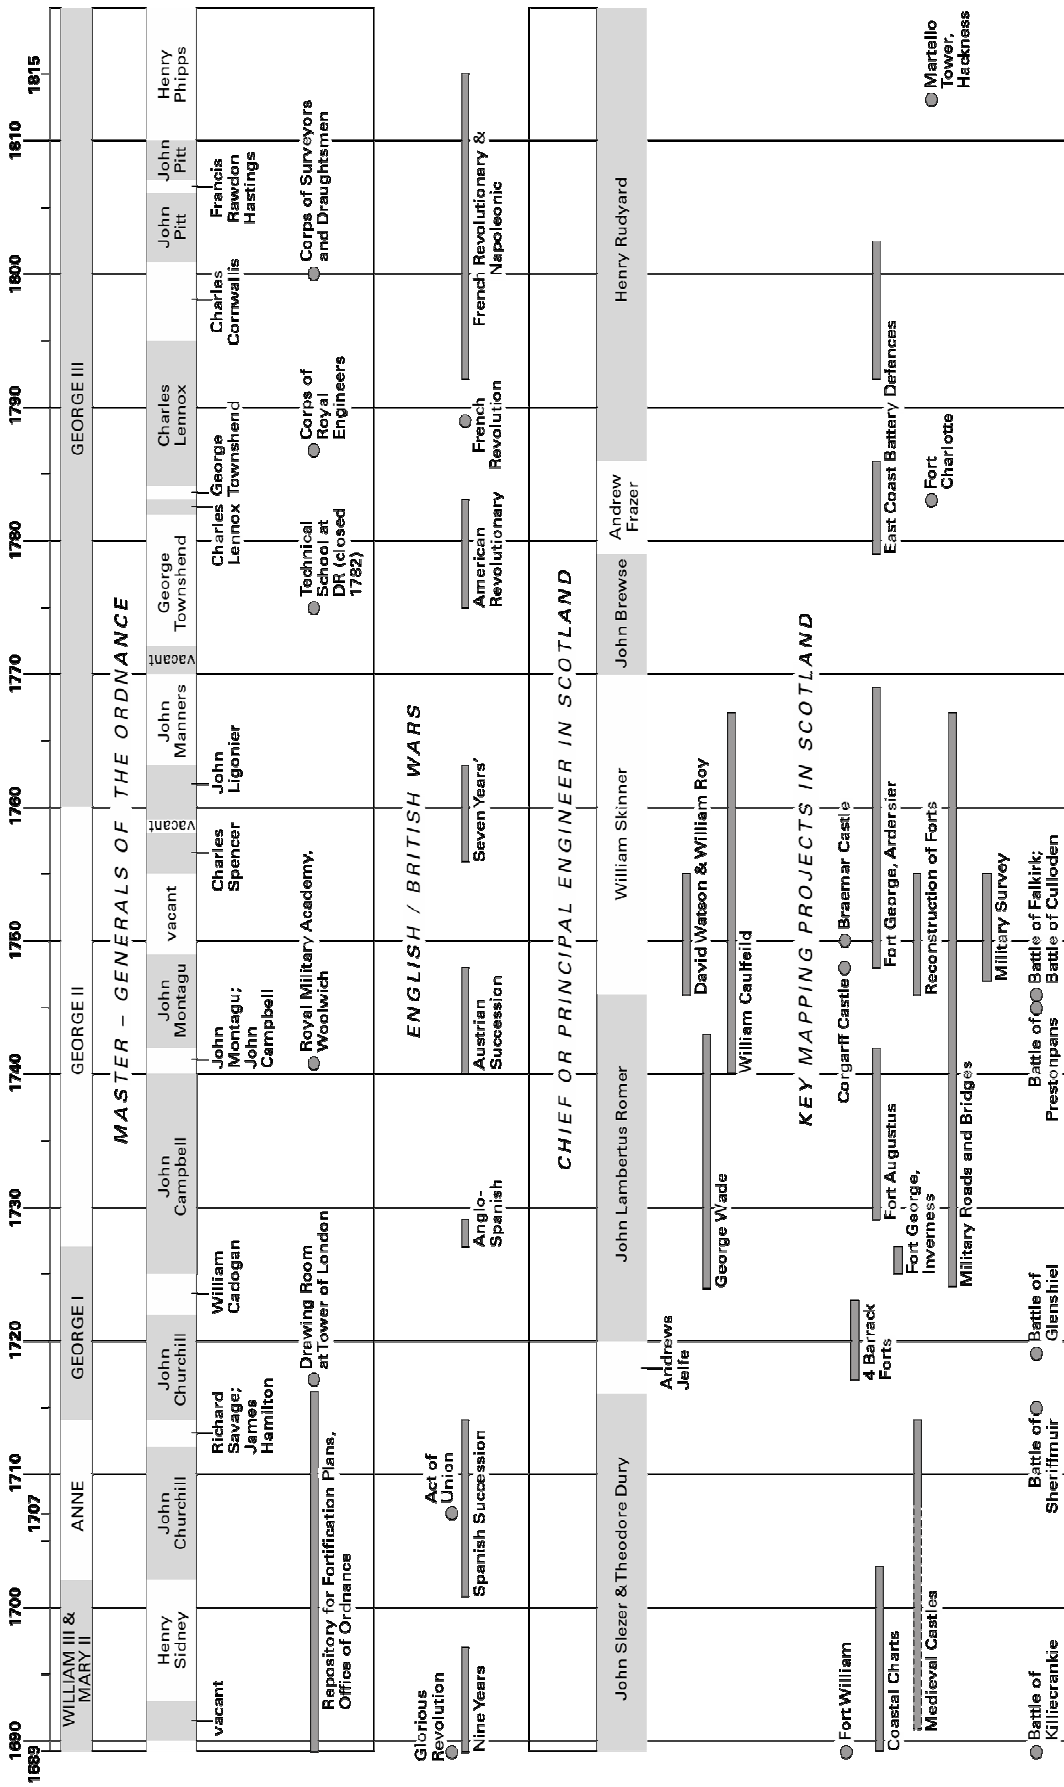 1689
1690
1700
1707
1710
1720
1730
1740
1750
1760
1770
1780
1790
1800
1810
1815
WILLIAM III &
MARY II
ANNE
GEORGE I
GEORGE II
GEORGE III
MASTER – GENERALS OF THE ORDNANCE
vacant
Henry
Sidney
John
Churchill
Richard
Savage;
James
Hamilton
John
Churchill
William
Cadogan
John
Campbell
John
Montagu;
John
Campbell
John
Montagu
vacant
Charles
Spencer
vacant
John
Ligonier
John
Manners
vacant
George
Townshend
Charles
Lennox
George
Townshend
Charles
Lennox
Charles
Cornwallis
John
Pitt
Francis
Rawdon
Hastings
John
Pitt
Henry
Phipps
Repository for Fortification Plans,
Office of Ordnance
Drawing Room
at Tower of London
Royal Military Academy,
Woolwich
Technical
School at
DR (closed
1782)
Corps of
Royal
Engineers
Corps of Surveyors
and Draughtsmen
ENGLISH / BRITISH WARS
Glorious
Revolution
Nine Years
Act of
Union
Spanish Succession
Anglo-
Spanish
Austrian
Succession
Seven Years'
American
Revolutionary
French
Revolution
French Revolutionary &
Napoleonic
CHIEF OR PRINCIPAL ENGINEER IN SCOTLAND
John Slezer & Theodore Dury
Andrews
Jelfe
John Lambertus Romer
William Skinner
John Brewse
Andrew
Frazer
Henry Rudyard
George Wade
David Watson & William Roy
William Caulfeild
KEY MAPPING PROJECTS IN SCOTLAND
Fort William
Coastal Charts
Medieval Castles
4 Barrack
Forts
Fort Augustus
Fort George,
Inverness
Military Roads and Bridges
Corgarff Castle
Braemar Castle
Fort George, Ardersier
Reconstruction of Forts
Military Survey
East Coast Battery Defences
Fort
Charlotte
Martello
Tower,
Hackness
Battle of
Killiecrankie
Battle of
Sheriffmuir
Battle of
Glenshiel
Battle of
Prestonpans
Battle of Falkirk;
Battle of Culloden